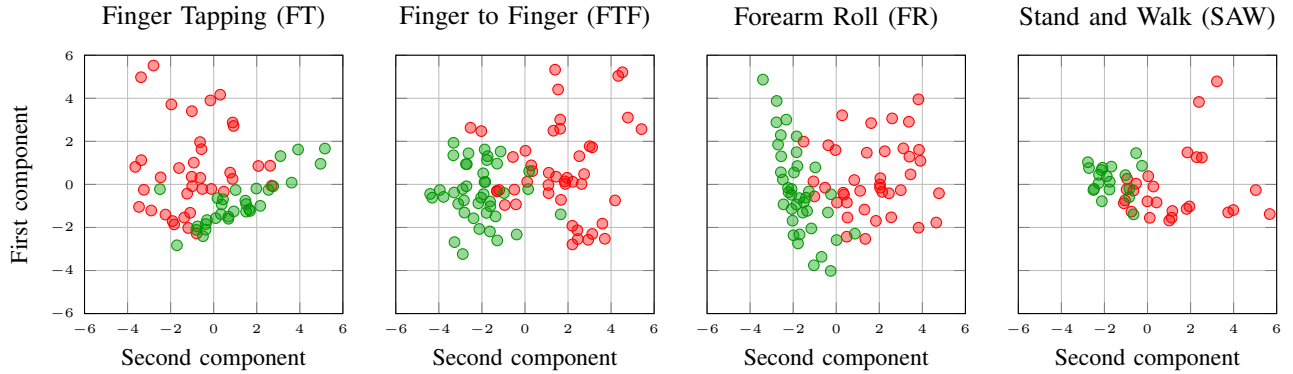 Finger Tapping (FT) Finger to Finger (FTF) Forearm Roll (FR) Stand and Walk (SAW)
First component
6
4
2
0
−2
−4
−6
−6 −4 −2 0 2 4 6 −6 −4 −2 0 2 4 6 −6 −4 −2 0 2 4 6 −6 −4 −2 0 2 4 6
Second component Second component Second component Second component